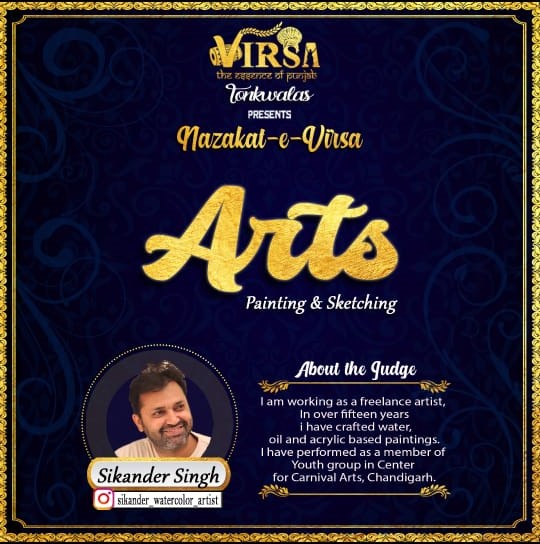 VIRSA
the essence of punjab
Tonkwalas
PRESENTS
Nazakat-e-Virsa
Arts
Painting & Sketching
About the Judge
I am working as a freelance artist,
In over fifteen years
i have crafted water,
oil and acrylic based paintings.
I have performed as a member of
Youth group in Center
for Carnival Arts, Chandigarh.
Sikander Singh
sikander_watercolor_artist